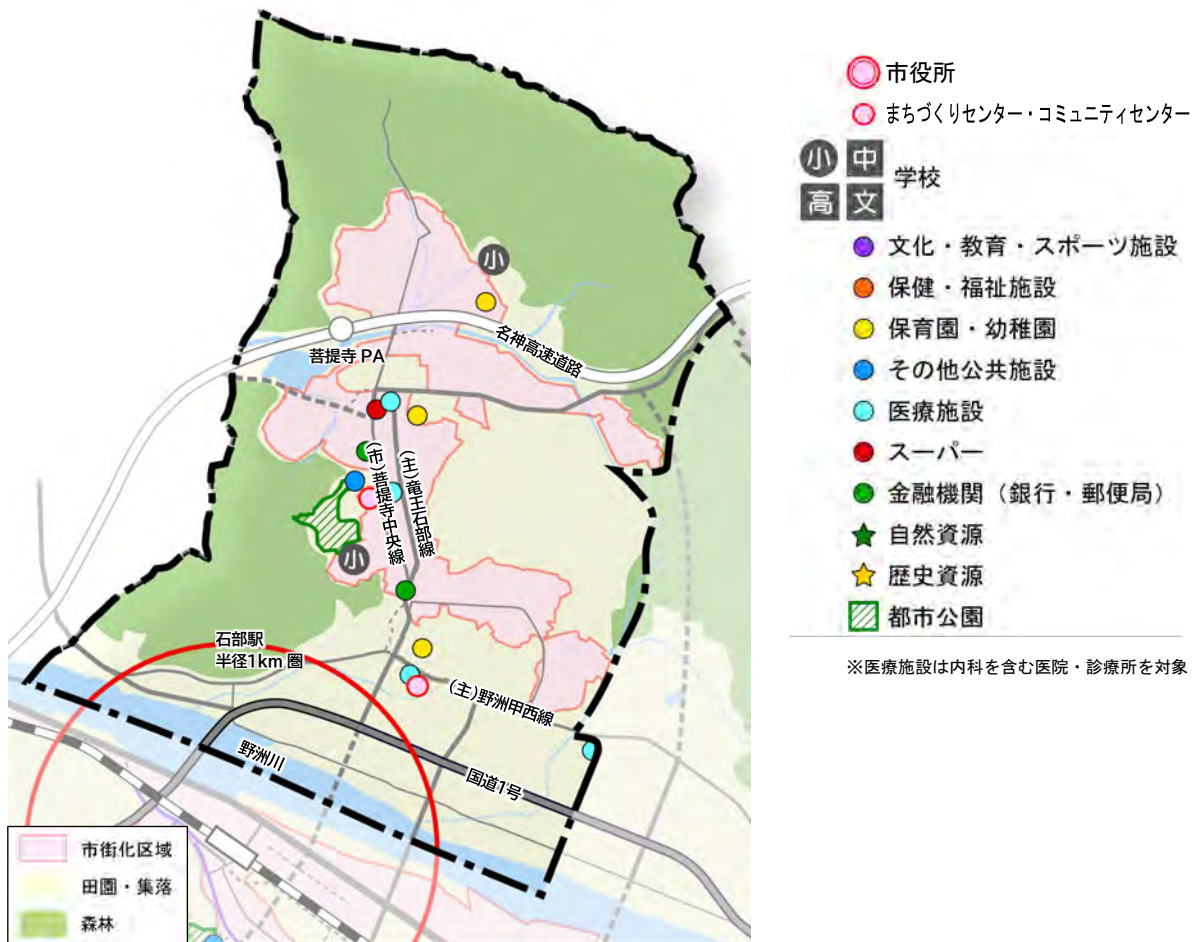 市役所
まちづくりセンター・コミュニティセンター
小 中
高 文
学校
文化・教育・スポーツ施設
保健・福祉施設
保育園・幼稚園
その他公共施設
医療施設
スーパー
金融機関(銀行・郵便局)
自然資源
歴史資源
都市公園
※医療施設は内科を含む医院・診療所を対象
小
名神高速道路
菩提寺 PA
(市)菩提寺中央線
(主)竜王石部線
小
石部駅
半径1km 圏
(主)野洲甲西線
野洲川
国道1号
市街化区域
田園・集落
森林